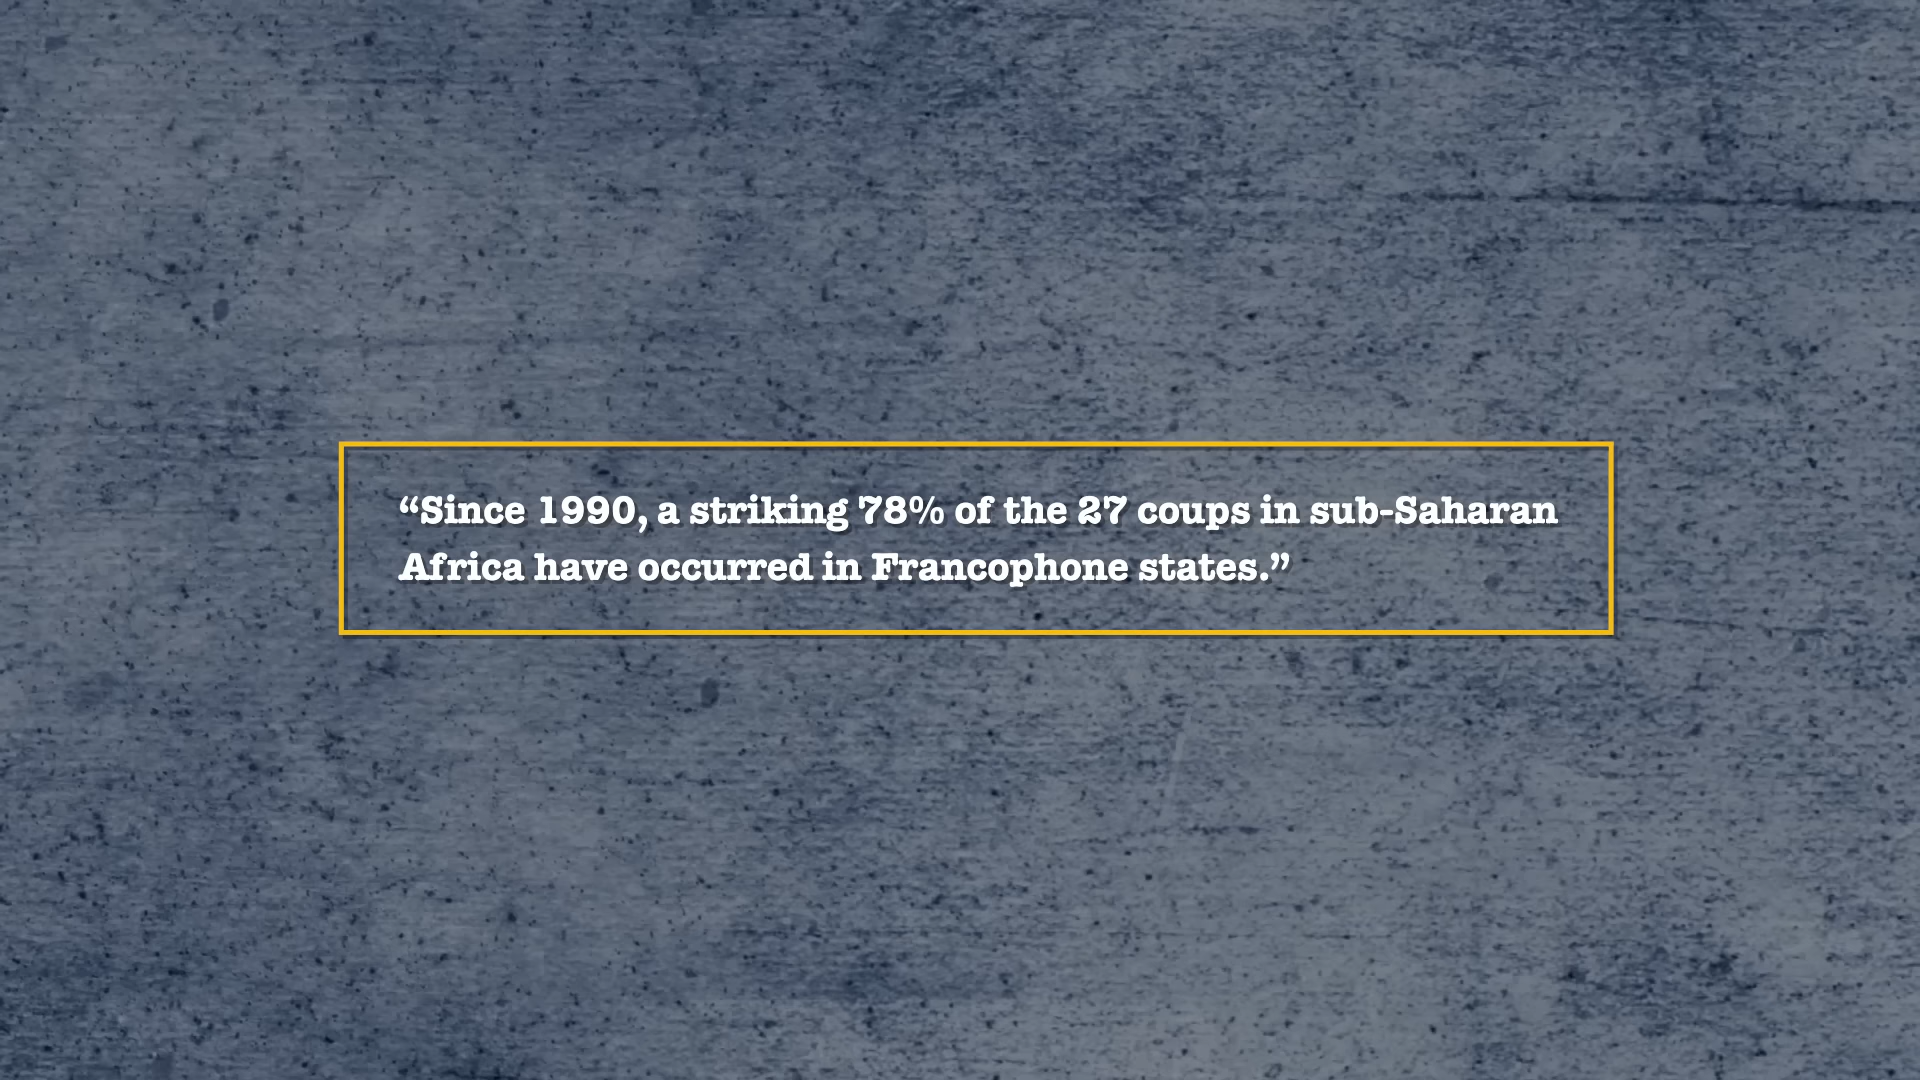 “Since 1990, a striking 78% of the 27 coups in sub-Saharan
Africa have occurred in Francophone states.”